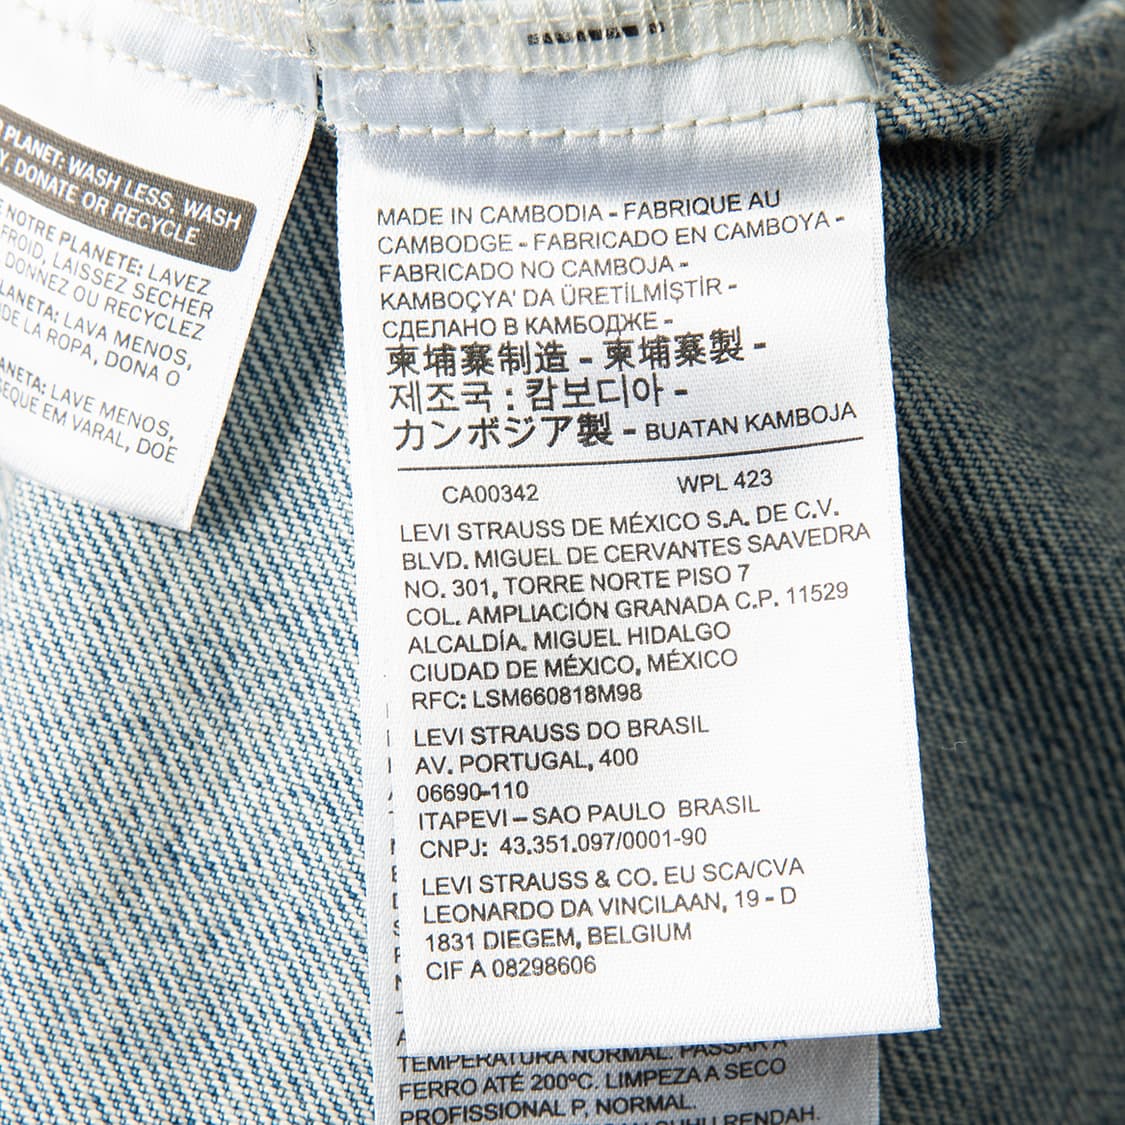 PLANET: WASH LESS, WASH
DONATE OR RECYCLE
NOTRE PLANETE: LAVEZ
FROID, LAISSEZ SECHER
DONNEZ OU RECYCLEZ
LAVA MENOS,
DE LA ROPA, DONA O
LAVE MENOS,
SEQUE EM VARAL, DOE
MADE IN CAMBODIA - FABRIQUE AU
CAMBODGE - FABRICADO EN CAMBOYA -
FABRICADO NO CAMBOJA -
KAMBOÇYA' DA ÜRETİLMİŞTİR -
СДЕЛАНО В КАМБОДЖЕ -
柬埔寨制造 - 柬埔寨製 -
제조국 : 캄보디아 -
カンボジア製 - BUATAN KAMBOJA
CA00342 WPL 423
LEVI STRAUSS DE MÉXICO S.A. DE C.V.
BLVD. MIGUEL DE CERVANTES SAAVEDRA
NO. 301, TORRE NORTE PISO 7
COL. AMPLIACIÓN GRANADA C.P. 11529
ALCALDÍA. MIGUEL HIDALGO
CIUDAD DE MÉXICO, MÉXICO
RFC: LSM660818M98
LEVI STRAUSS DO BRASIL
AV. PORTUGAL, 400
06690-110
ITAPEVI – SAO PAULO BRASIL
CNPJ: 43.351.097/0001-90
LEVI STRAUSS & CO. EU SCA/CVA
LEONARDO DA VINCILAAN, 19 - D
1831 DIEGEM, BELGIUM
CIF A 08298606
TEMPERATURA NORMAL. PASSAR A
FERRO ATÉ 200ºC. LIMPEZA A SECO
PROFISSIONAL P, NORMAL.
SUHU RENDAH.